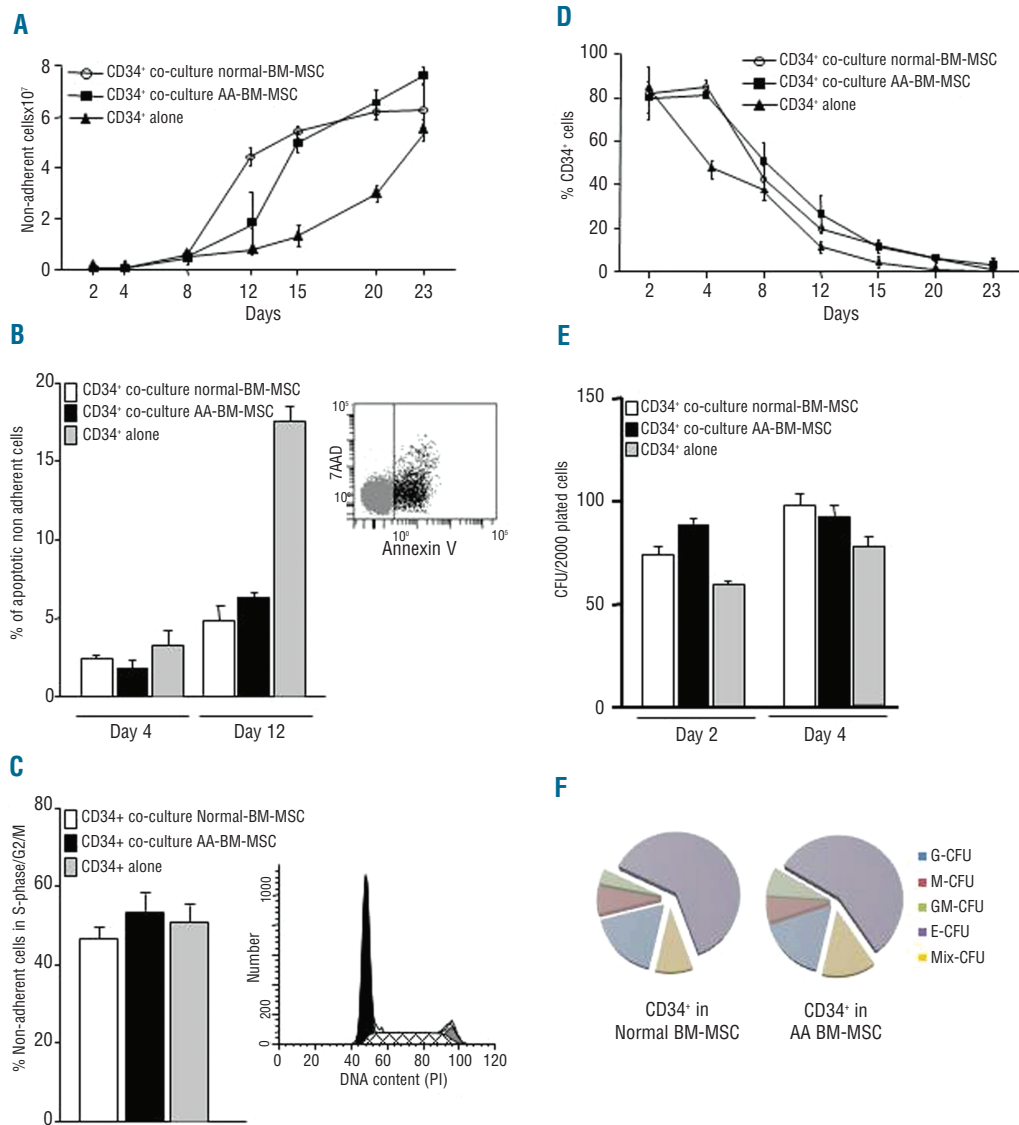 A
8
6
4
2
0
Non-adherent cellsx10⁷
CD34⁺ co-culture normal-BM-MSC
CD34⁺ co-culture AA-BM-MSC
CD34⁺ alone
2 4 8 12 15 20 23
Days
D
100
80
60
40
20
0
% CD34⁺ cells
CD34⁺ co-culture normal-BM-MSC
CD34⁺ co-culture AA-BM-MSC
CD34⁺ alone
2 4 8 12 15 20 23
Days
B
20
15
10
5
0
% of apoptotic non adherent cells
CD34⁺ co-culture normal-BM-MSC
CD34⁺ co-culture AA-BM-MSC
CD34⁺ alone
Day 4 Day 12
10⁵
7AAD
10⁰
10⁰ 10⁵
Annexin V
E
150
100
50
0
CFU/2000 plated cells
CD34⁺ co-culture normal-BM-MSC
CD34⁺ co-culture AA-BM-MSC
CD34⁺ alone
Day 2 Day 4
C
80
60
40
20
0
% Non-adherent cells in S-phase/G2/M
CD34+ co-culture Normal-BM-MSC
CD34+ co-culture AA-BM-MSC
CD34+ alone
1000
Number
200
0
0 20 40 60 80 100 120
DNA content (PI)
F
G-CFU
M-CFU
GM-CFU
E-CFU
Mix-CFU
CD34⁺ in
Normal BM-MSC
CD34⁺ in
AA BM-MSC